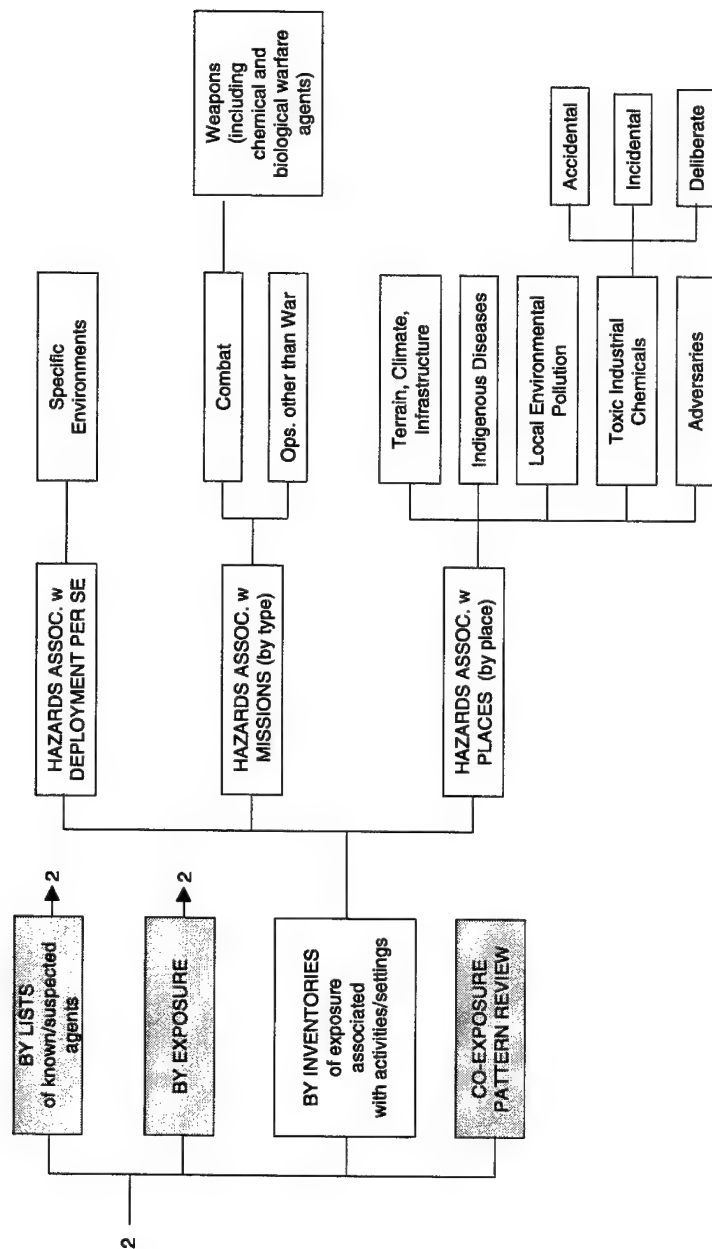 2
BY LISTS
of known/suspected
agents
2
BY EXPOSURE
2
BY INVENTORIES
of exposure
associated
with activities/settings
CO-EXPOSURE
PATTERN REVIEW
HAZARDS ASSOC. w
DEPLOYMENT PER SE
Specific
Environments
HAZARDS ASSOC. w
MISSIONS (by type)
Combat
Ops. other than War
Weapons
(including
chemical and
biological warfare
agents)
HAZARDS ASSOC. w
PLACES (by place)
Terrain, Climate,
Infrastructure
Indigenous Diseases
Local Environmental
Pollution
Toxic Industrial
Chemicals
Adversaries
Accidental
Incidental
Deliberate